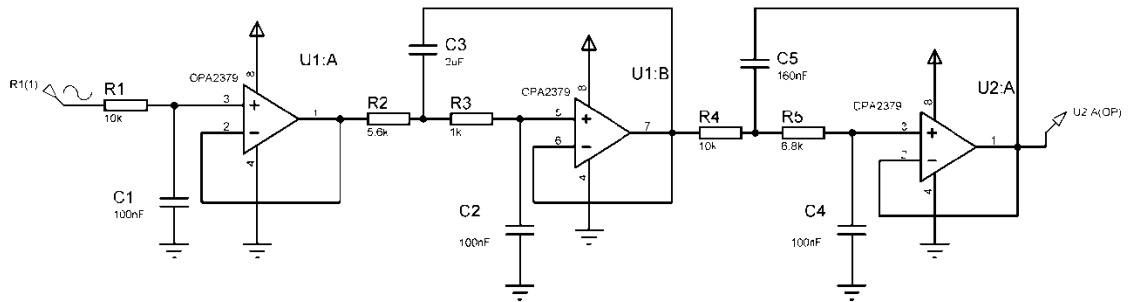 R1(1)
R1
10k
C1
100nF
OPA2379
U1:A
8
3
2
1
4
R2
5.6k
C3
2uF
R3
1k
C2
100nF
OPA2379
U1:B
8
5
6
7
4
R4
10k
C5
160nF
R5
6.8k
C4
100nF
OPA2379
U2:A
8
3
2
1
4
U2 A(OP)